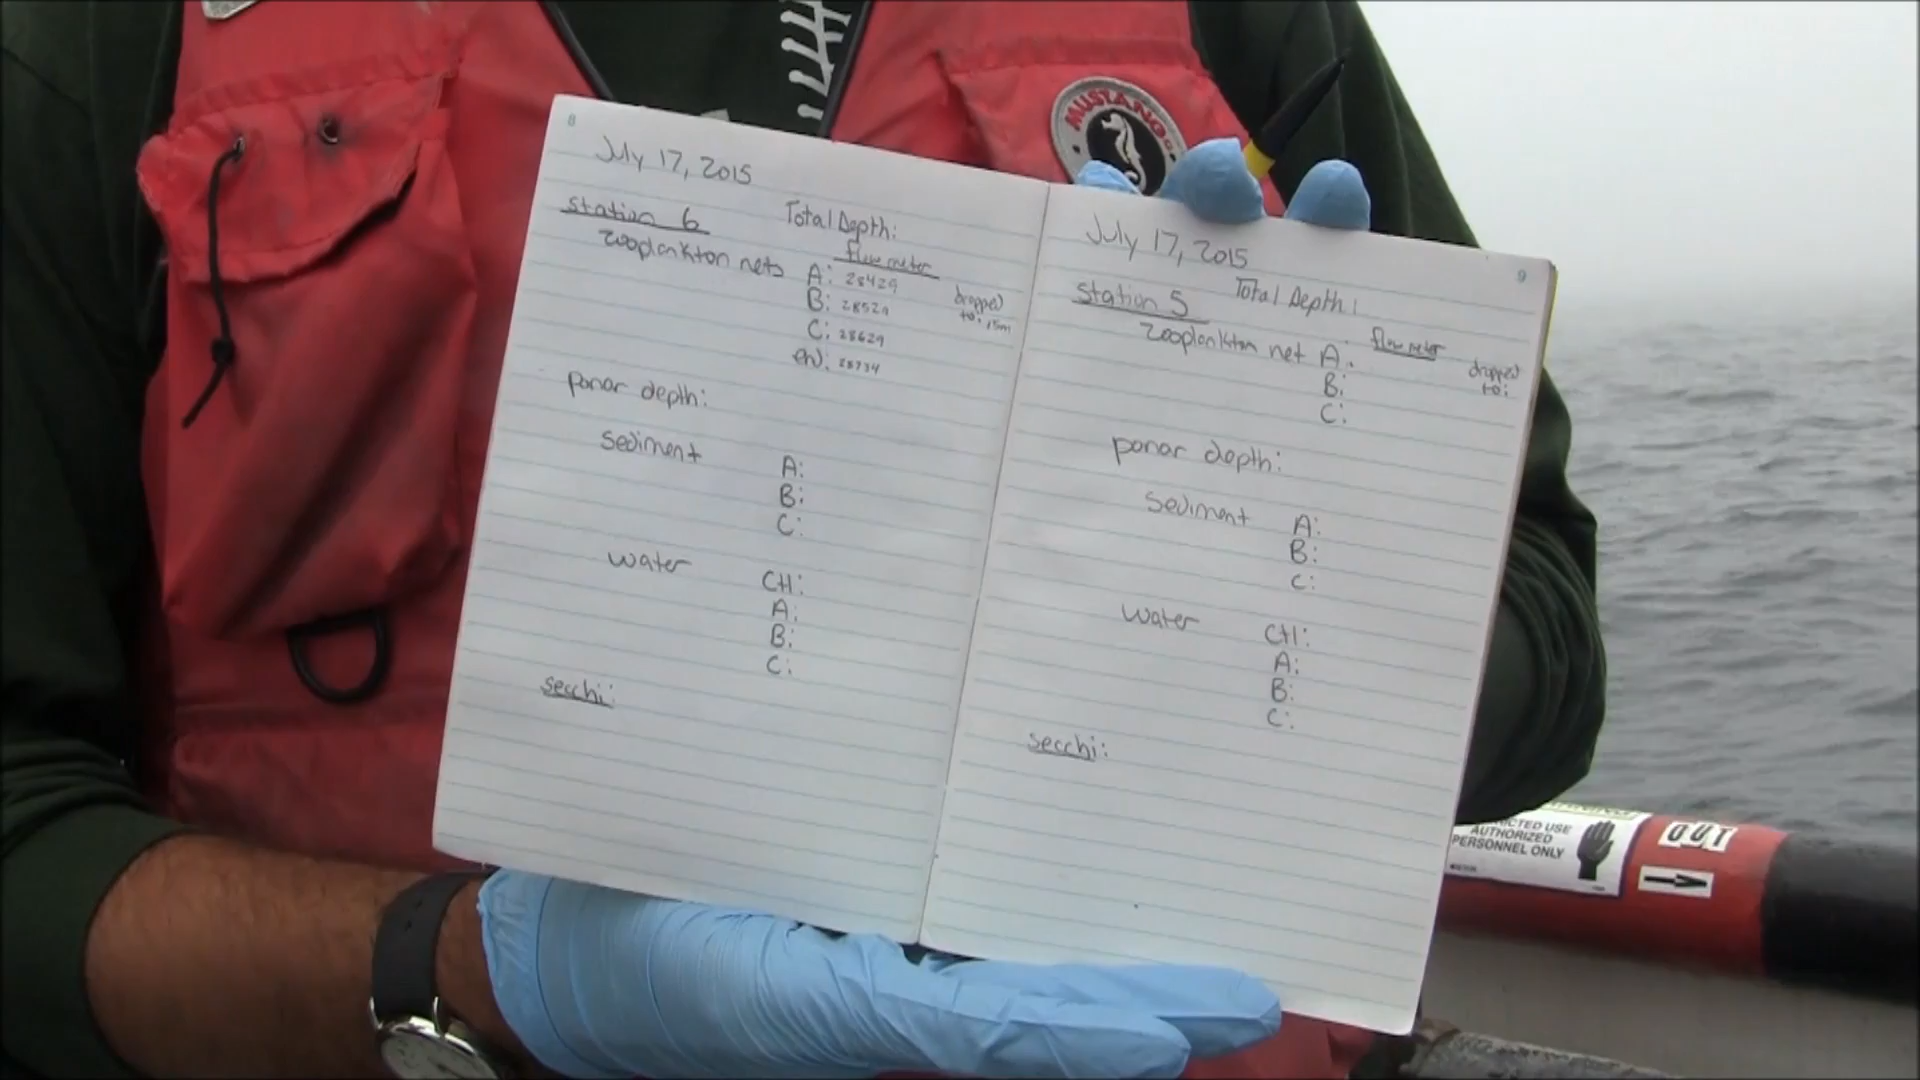 8
July 17, 2015
Station 6 Total Depth:
zooplankton nets flow meter
A: 28429 dropped
B: 28529 to: 15m
C: 28629
end: 28734
ponar depth:
Sediment A:
B:
C:
water CH:
A:
B:
C:
secchi:
9
July 17, 2015
Station 5 Total Depth:
zooplankton net A: flow meter
B: dropped
C: to:
ponar depth:
Sediment A:
B:
C:
Water CH:
A:
B:
C:
secchi:
MUSTANG
USE
AUTHORIZED
PERSONNEL ONLY
OUT